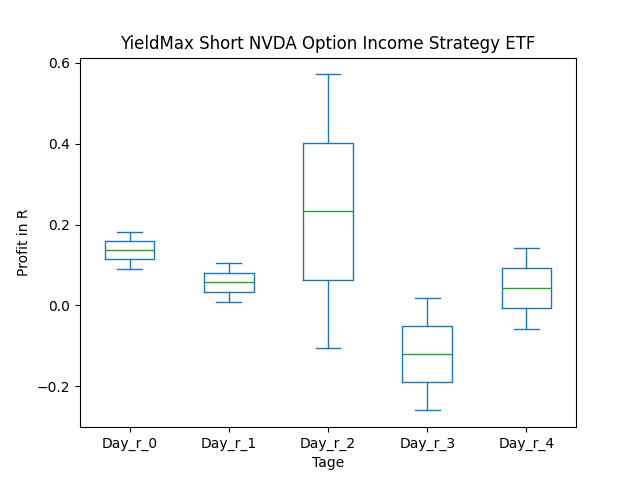 YieldMax Short NVDA Option Income Strategy ETF
Profit in R
0.6
0.4
0.2
0.0
−0.2
Day_r_0 Day_r_1 Day_r_2 Day_r_3 Day_r_4
Tage